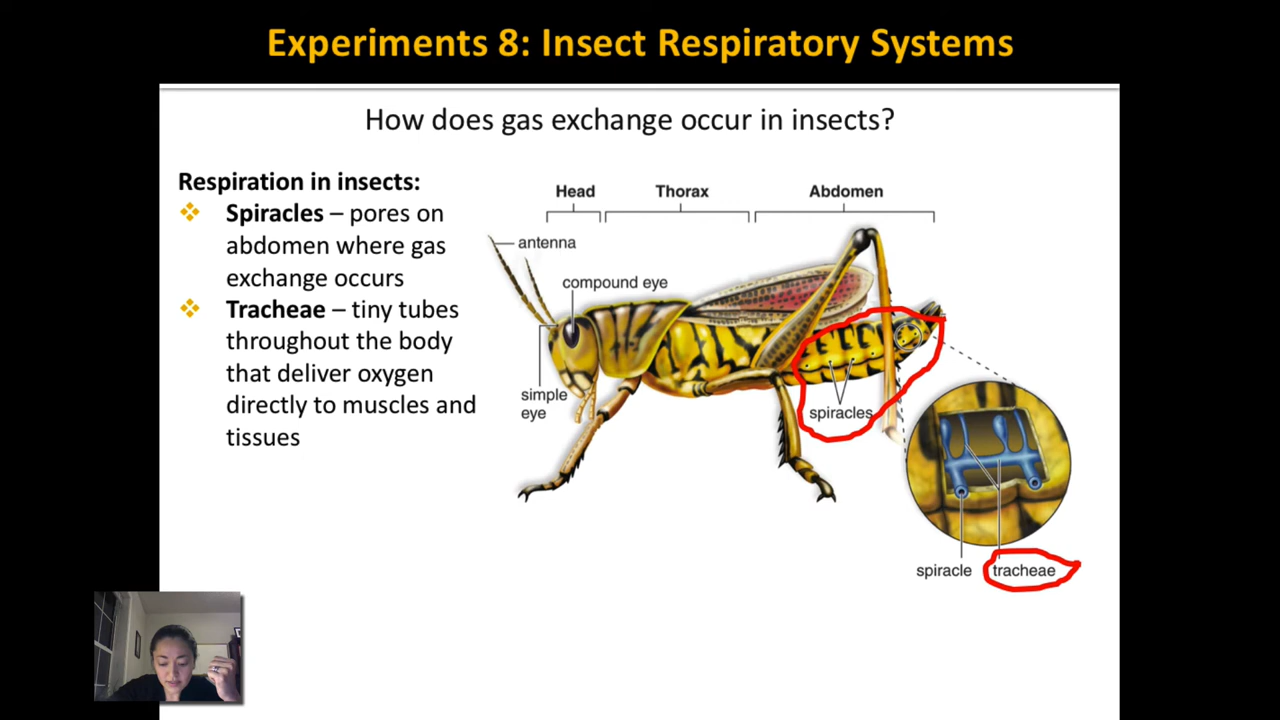 Experiments 8: Insect Respiratory Systems
How does gas exchange occur in insects?
Respiration in insects:
Spiracles – pores on
abdomen where gas
exchange occurs
Tracheae – tiny tubes
throughout the body
that deliver oxygen
directly to muscles and
tissues
Head
Thorax
Abdomen
antenna
compound eye
simple
eye
spiracles
spiracle
tracheae